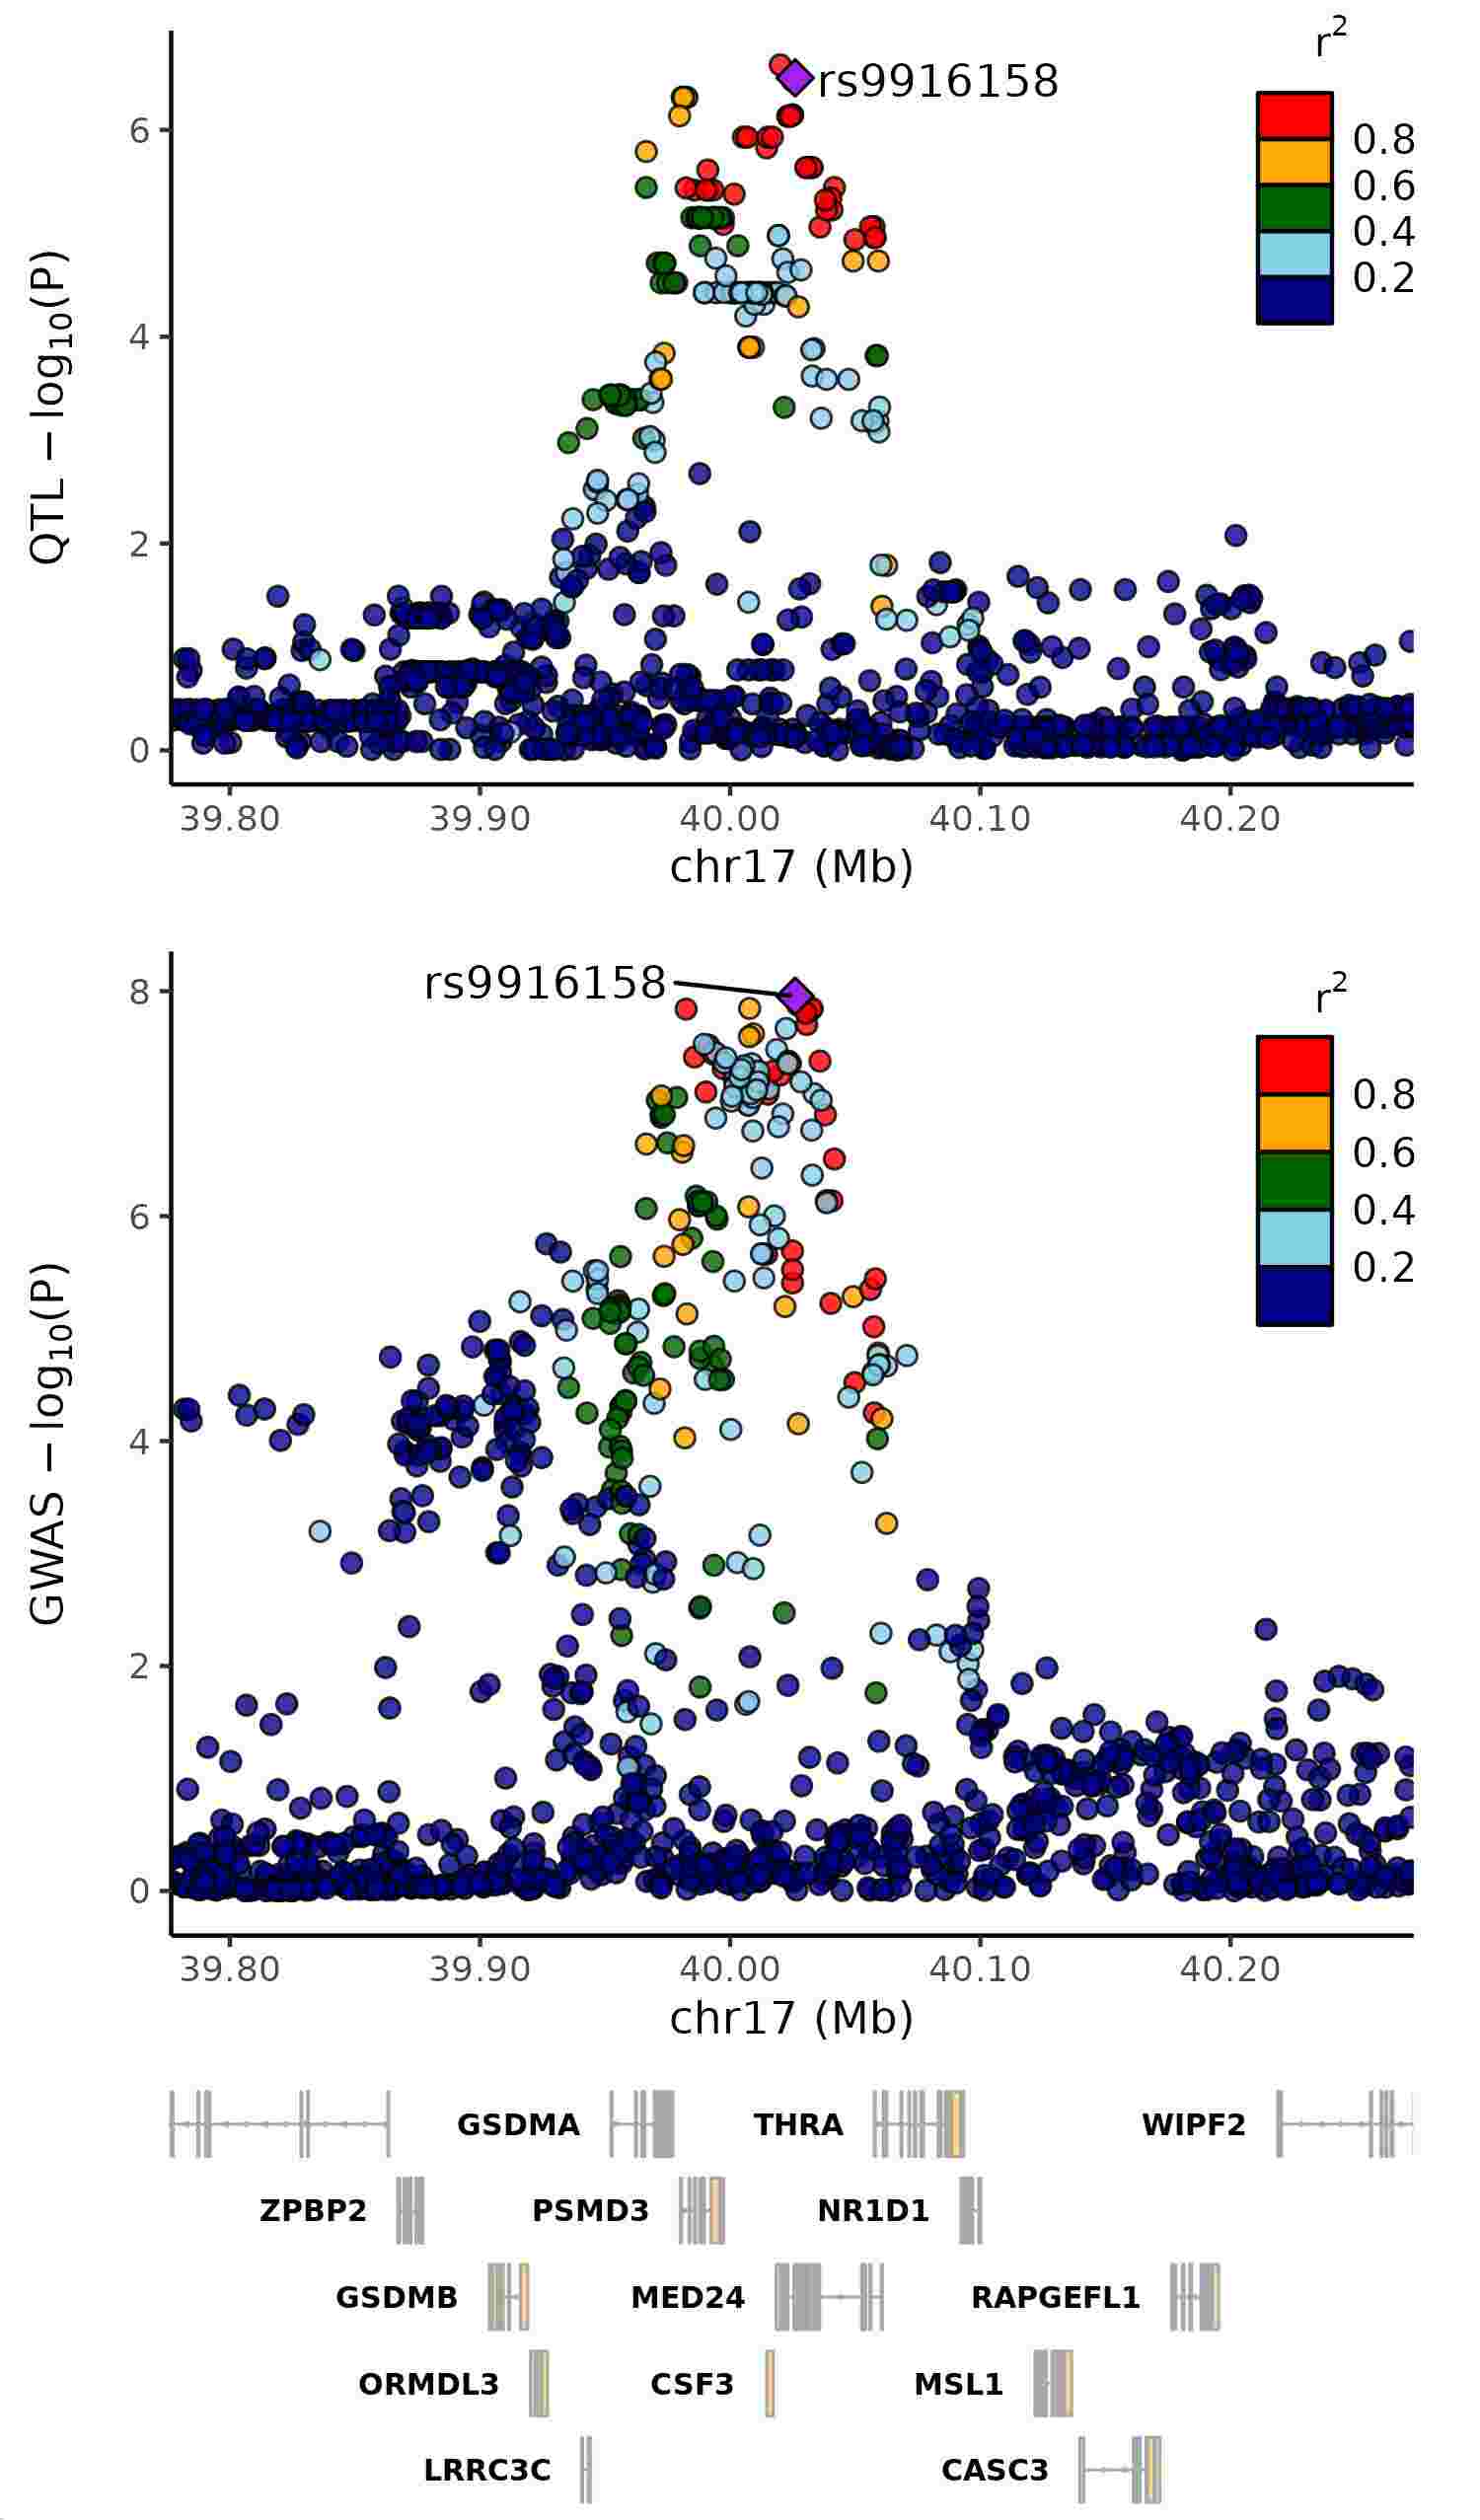 r²
rs9916158
0.8
0.6
0.4
0.2
6
4
2
0
QTL −log₁₀(P)
39.80 39.90 40.00 40.10 40.20
chr17 (Mb)
rs9916158
r²
0.8
0.6
0.4
0.2
8
6
4
2
0
GWAS −log₁₀(P)
39.80 39.90 40.00 40.10 40.20
chr17 (Mb)
GSDMA THRA WIPF2
ZPBP2 PSMD3 NR1D1
GSDMB MED24 RAPGEFL1
ORMDL3 CSF3 MSL1
LRRC3C CASC3